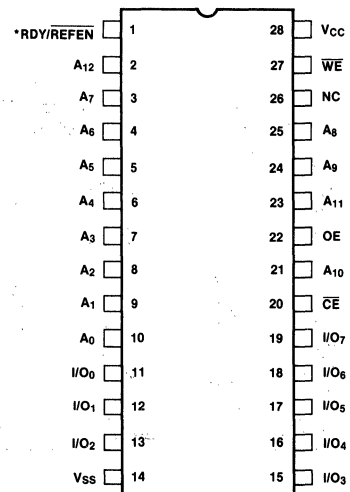 *RDY/REFEN 1 28 VCC
A12 2 27 WE
A7 3 26 NC
A6 4 25 A8
A5 5 24 A9
A4 6 23 A11
A3 7 22 OE
A2 8 21 A10
A1 9 20 CE
A0 10 19 I/O7
I/O0 11 18 I/O6
I/O1 12 17 I/O5
I/O2 13 16 I/O4
VSS 14 15 I/O3